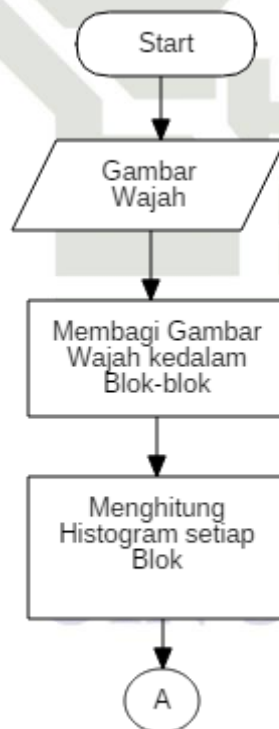 Start
Gambar
Wajah
Membagi Gambar
Wajah kedalam
Blok-blok
Menghitung
Histogram setiap
Blok
A